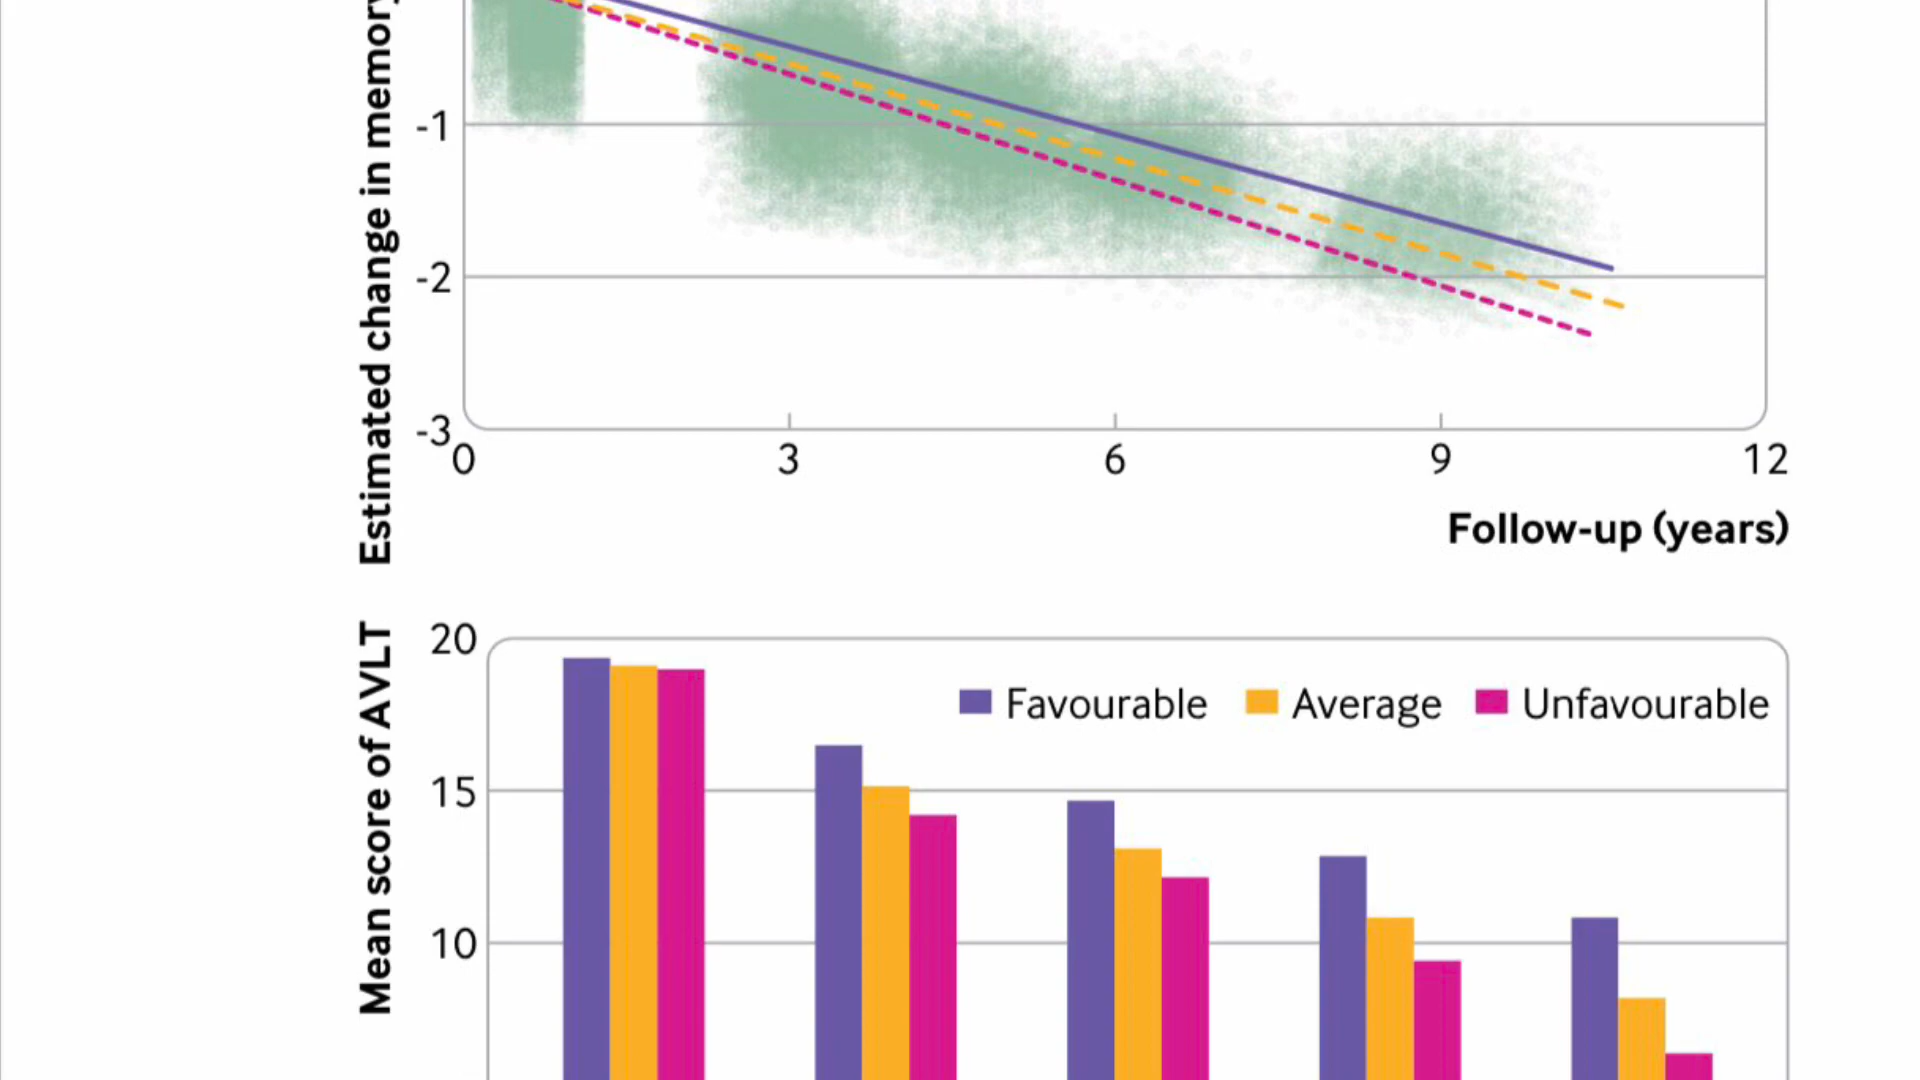 Estimated change in memory
-1
-2
-3
0 3 6 9 12
Follow-up (years)
Mean score of AVLT
20
Favourable Average Unfavourable
15
10